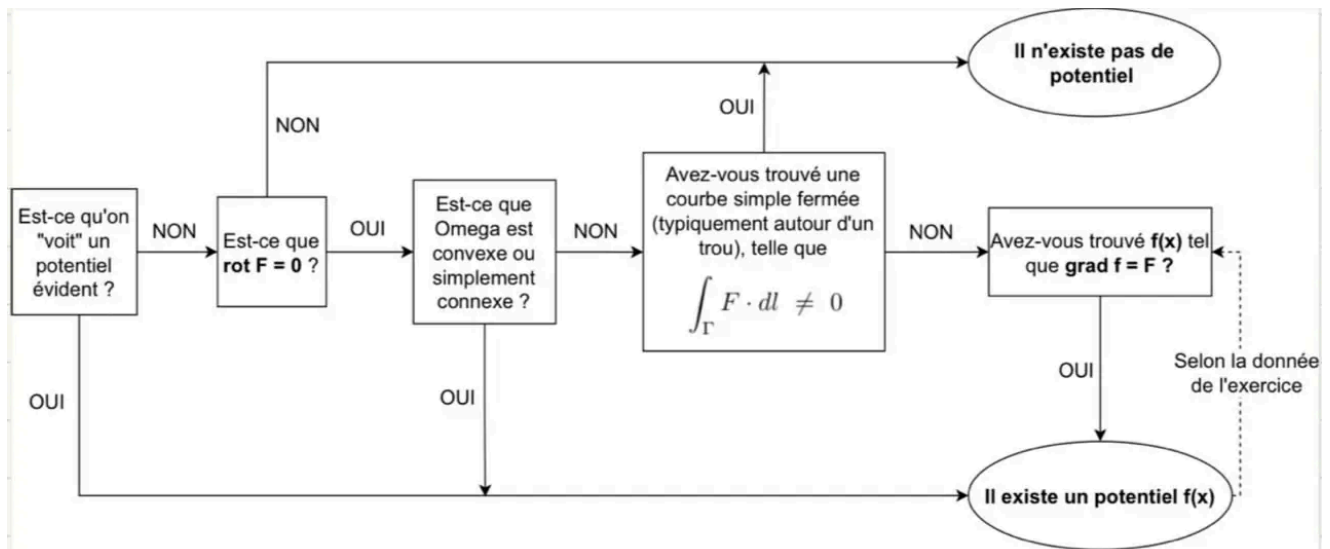 Il n'existe pas de
potentiel
OUI
NON
Est-ce qu'on
"voit" un
potentiel
évident ?
NON
Est-ce que
rot F = 0 ?
OUI
Est-ce que
Omega est
convexe ou
simplement
connexe ?
NON
Avez-vous trouvé une
courbe simple fermée
(typiquement autour d'un
trou), telle que
∫_Γ F · dl ≠ 0
NON
Avez-vous trouvé f(x) tel
que grad f = F ?
OUI
OUI
OUI
Selon la donnée
de l'exercice
Il existe un potentiel f(x)